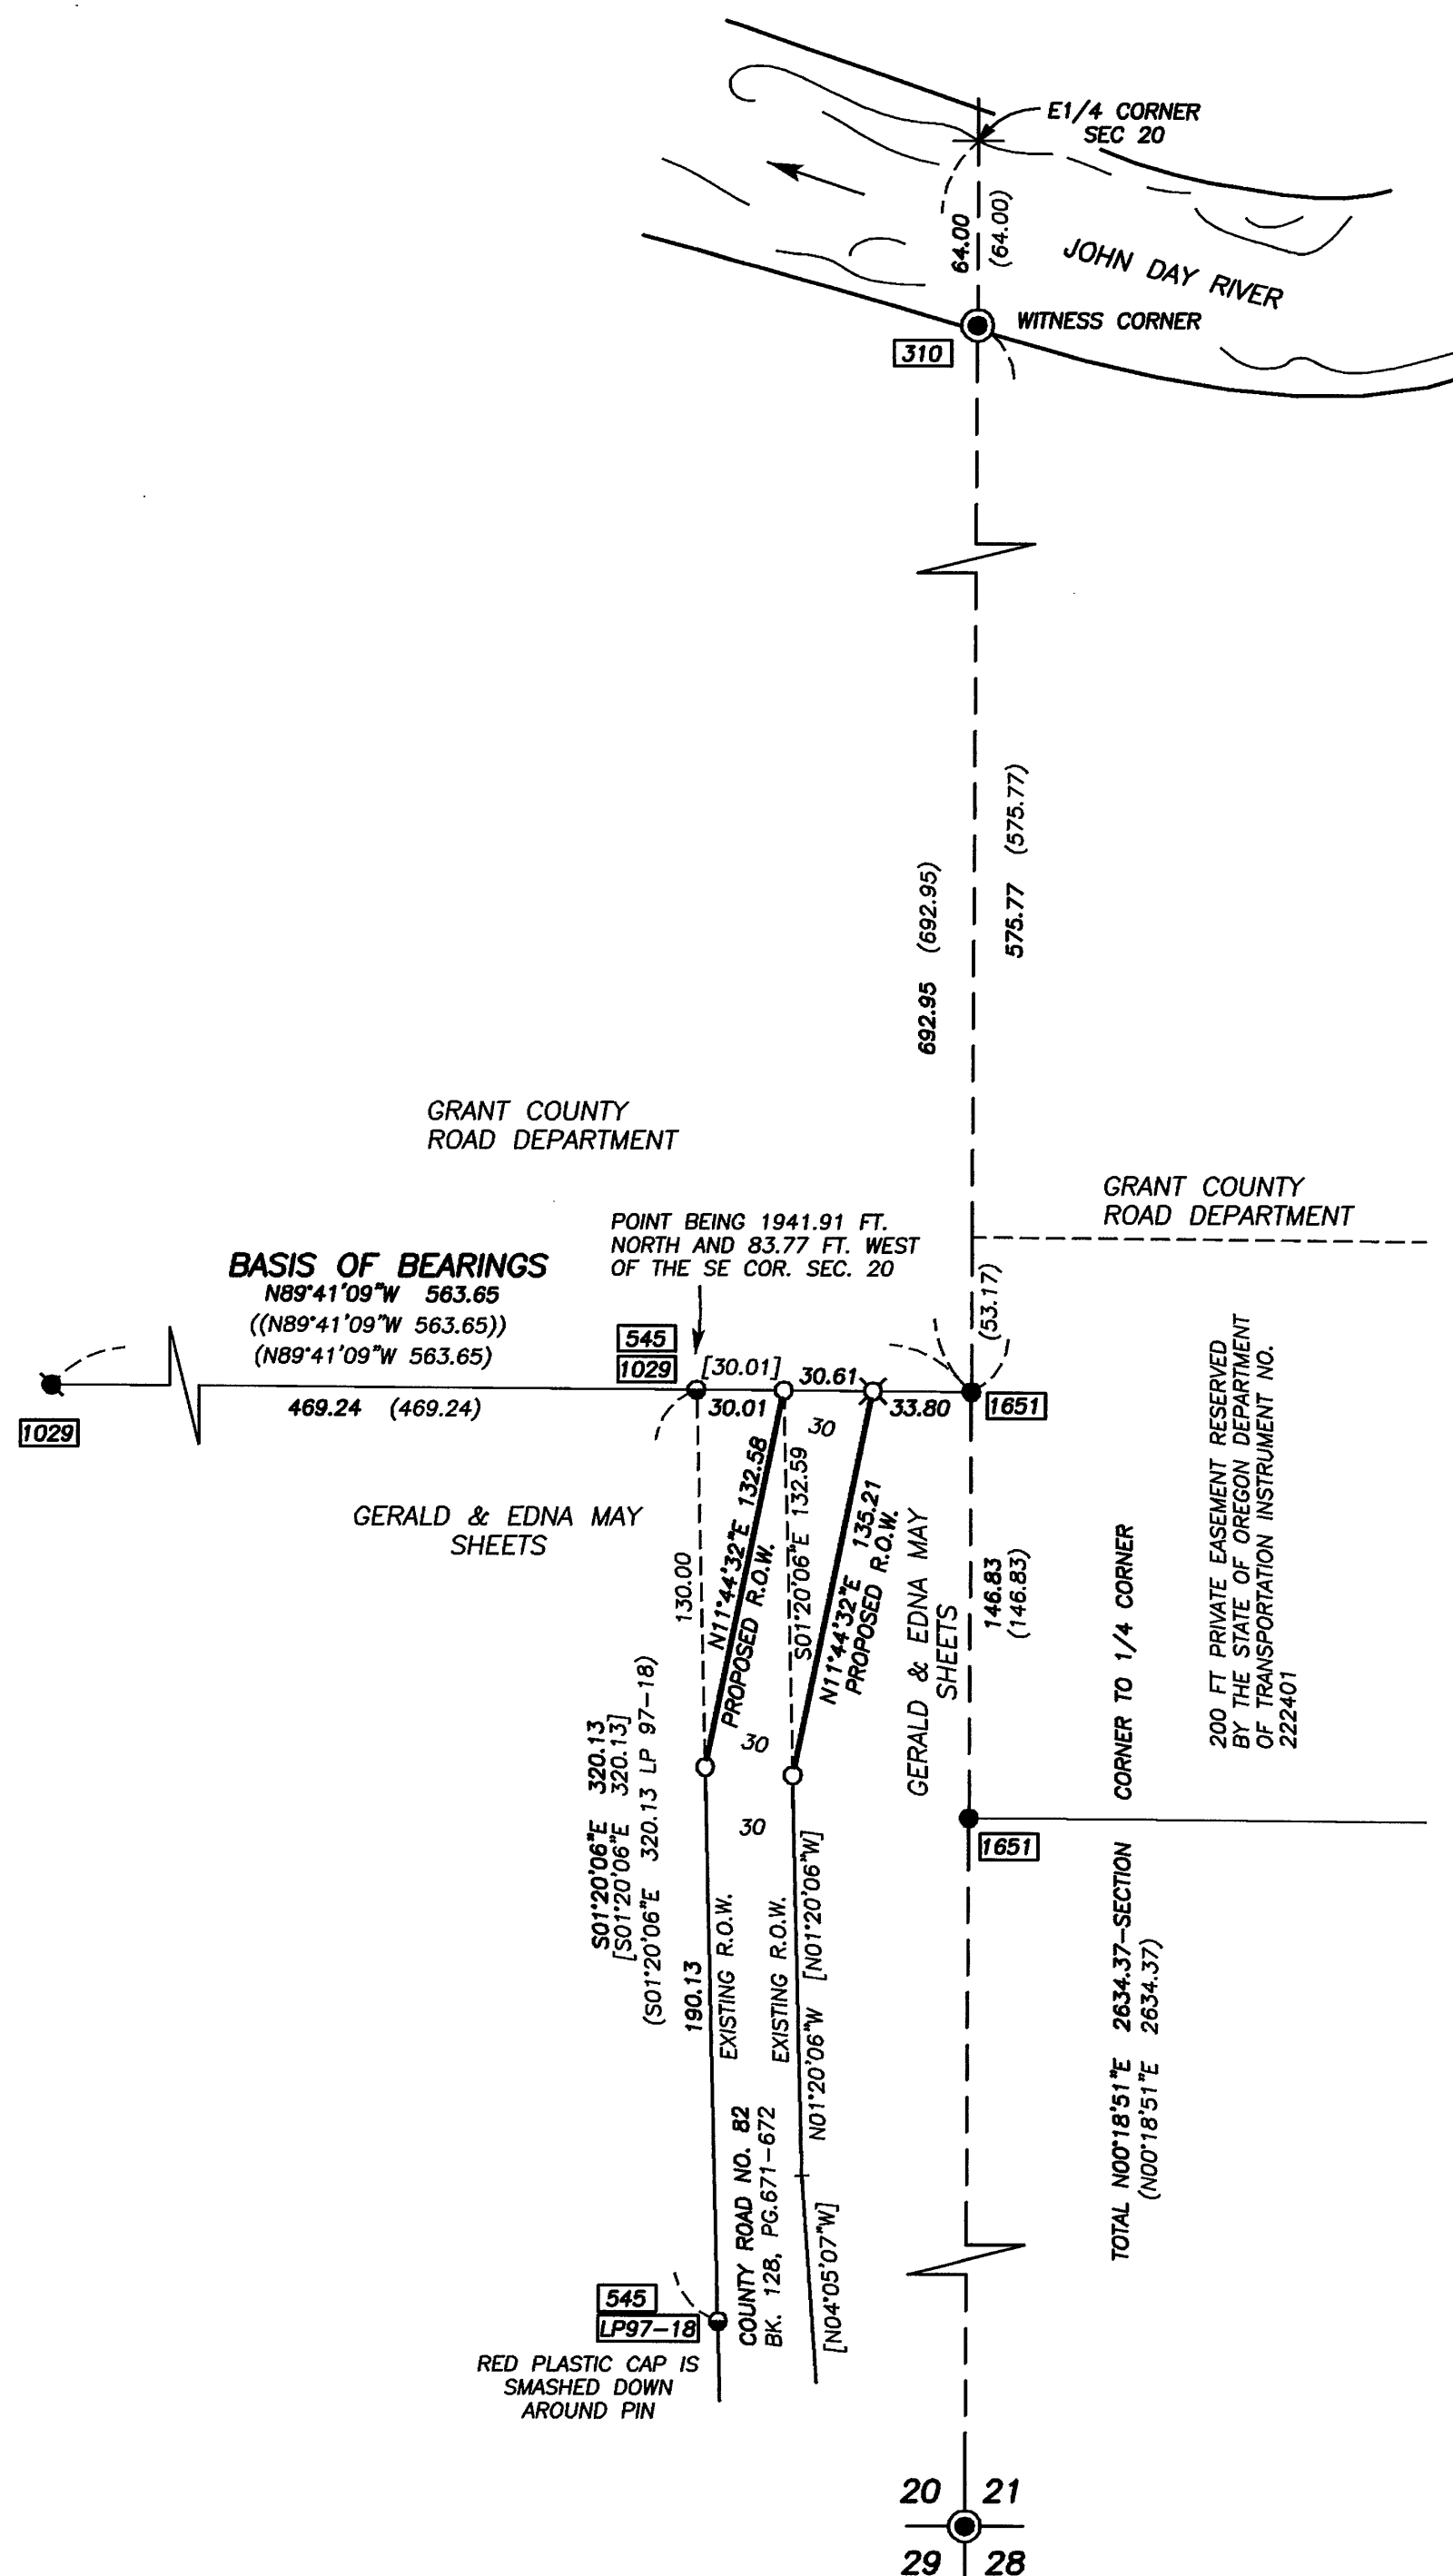 E1/4 CORNER
SEC 20
64.00
(64.00)
JOHN DAY RIVER
WITNESS CORNER
310
692.95 (692.95)
575.77 (575.77)
GRANT COUNTY
ROAD DEPARTMENT
GRANT COUNTY
ROAD DEPARTMENT
POINT BEING 1941.91 FT.
NORTH AND 83.77 FT. WEST
OF THE SE COR. SEC. 20
BASIS OF BEARINGS
N89°41'09"W 563.65
((N89°41'09"W 563.65))
(N89°41'09"W 563.65)
469.24 (469.24)
1029
545
1029
[30.01]
30.01
30.61
33.80
(53.17)
1651
30
GERALD & EDNA MAY
SHEETS
130.00
N11°44'32"E 132.58
PROPOSED R.O.W.
S01°20'06"E 132.59
N11°44'32"E 135.21
PROPOSED R.O.W.
GERALD & EDNA MAY
SHEETS
146.83
(146.83)
200 FT PRIVATE EASEMENT RESERVED
BY THE STATE OF OREGON DEPARTMENT
OF TRANSPORTATION INSTRUMENT NO.
222401
30
30
S01°20'06"E 320.13
[S01°20'06"E 320.13]
(S01°20'06"E 320.13 LP 97-18)
190.13
EXISTING R.O.W.
EXISTING R.O.W.
N01°20'06"W [N01°20'06"W]
1651
TOTAL N00°18'51"E 2634.37-SECTION CORNER TO 1/4 CORNER
(N00°18'51"E 2634.37)
COUNTY ROAD NO. 82
BK. 128, PG.671-672
[N04°05'07"W]
545
LP97-18
RED PLASTIC CAP IS
SMASHED DOWN
AROUND PIN
20 21
29 28